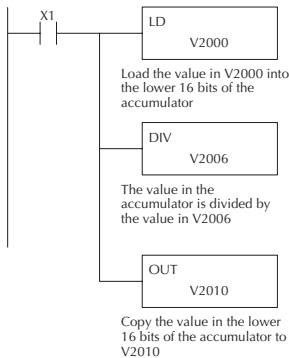 X1
LD
V2000
Load the value in V2000 into
the lower 16 bits of the
accumulator
DIV
V2006
The value in the
accumulator is divided by
the value in V2006
OUT
V2010
Copy the value in the lower
16 bits of the accumulator to
V2010